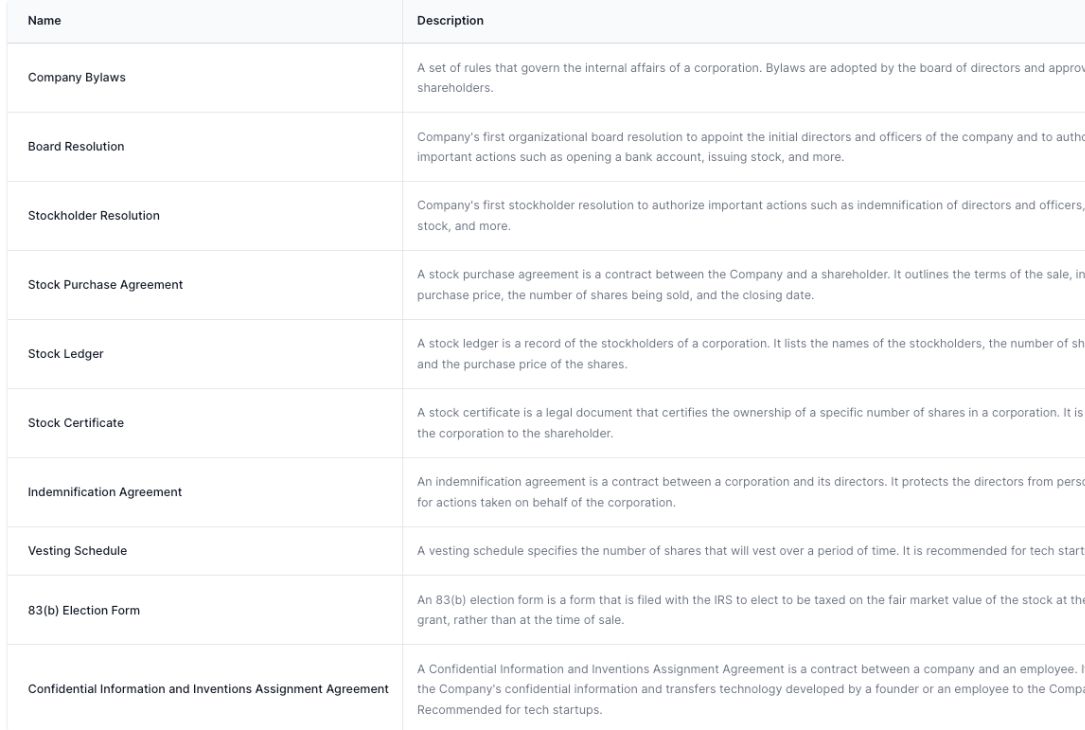 Name Description
Company Bylaws
A set of rules that govern the internal affairs of a corporation. Bylaws are adopted by the board of directors and
shareholders.
Board Resolution
Company's first organizational board resolution to appoint the initial directors and officers of the company and to
important actions such as opening a bank account, issuing stock, and more.
Stockholder Resolution
Company's first stockholder resolution to authorize important actions such as indemnification of directors and officers,
stock, and more.
Stock Purchase Agreement
A stock purchase agreement is a contract between the Company and a shareholder. It outlines the terms of the sale,
purchase price, the number of shares being sold, and the closing date.
Stock Ledger
A stock ledger is a record of the stockholders of a corporation. It lists the names of the stockholders, the number of
and the purchase price of the shares.
Stock Certificate
A stock certificate is a legal document that certifies the ownership of a specific number of shares in a corporation. It is
the corporation to the shareholder.
Indemnification Agreement
An indemnification agreement is a contract between a corporation and its directors. It protects the directors from
for actions taken on behalf of the corporation.
Vesting Schedule
A vesting schedule specifies the number of shares that will vest over a period of time. It is recommended for tech
83(b) Election Form
An 83(b) election form is a form that is filed with the IRS to elect to be taxed on the fair market value of the stock at the
grant, rather than at the time of sale.
Confidential Information and Inventions Assignment Agreement
A Confidential Information and Inventions Assignment Agreement is a contract between a company and an employee.
the Company's confidential information and transfers technology developed by a founder or an employee to the
Recommended for tech startups.